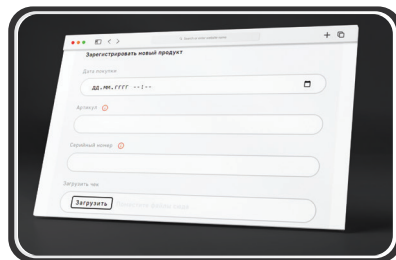 Зарегистрировать новый продукт
Дата покупки
ДД.ММ.ГГГГ --:--
Артикул
Серийный номер
Загрузить чек
Загрузить